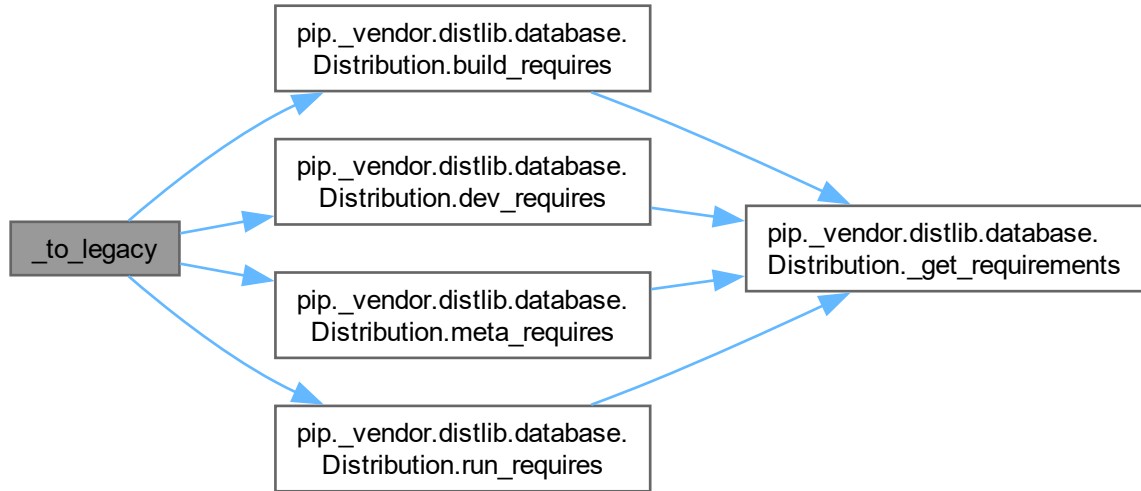 pip._vendor.distlib.database.
Distribution.build_requires
pip._vendor.distlib.database.
Distribution.dev_requires
_to_legacy
pip._vendor.distlib.database.
Distribution._get_requirements
pip._vendor.distlib.database.
Distribution.meta_requires
pip._vendor.distlib.database.
Distribution.run_requires